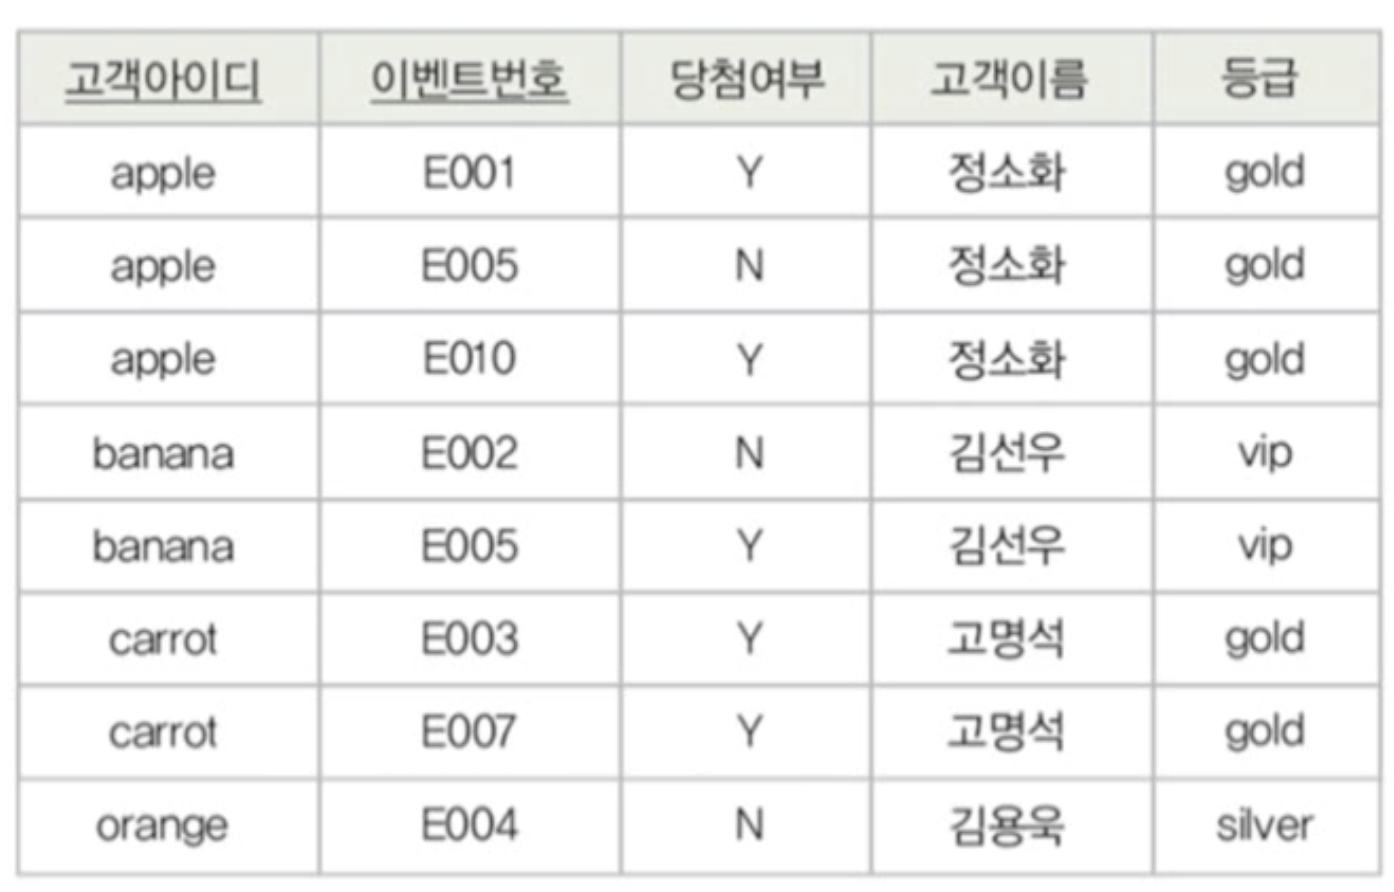 고객아이디 이벤트번호 당첨여부 고객이름 등급
apple E001 Y 정소화 gold
apple E005 N 정소화 gold
apple E010 Y 정소화 gold
banana E002 N 김선우 vip
banana E005 Y 김선우 vip
carrot E003 Y 고명석 gold
carrot E007 Y 고명석 gold
orange E004 N 김용욱 silver